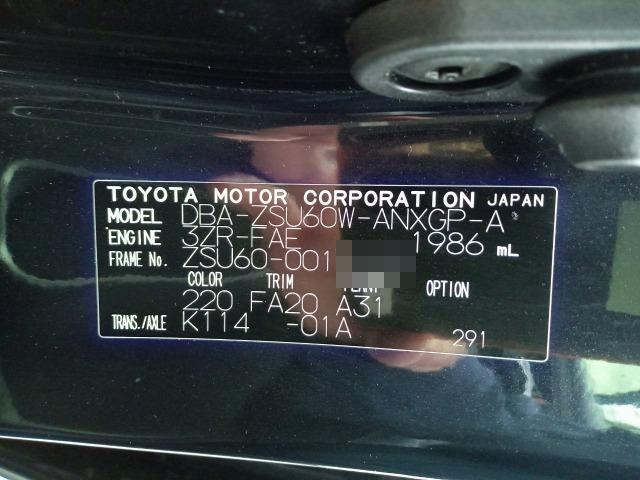 TOYOTA MOTOR CORPORATION JAPAN
MODEL DBA-ZSU60W-ANXGP-A
ENGINE 3ZR-FAE 1986 mL
FRAME No. ZSU60-001
COLOR TRIM PLANT OPTION
220 FA20 A31
TRANS./AXLE K114 -01A 291